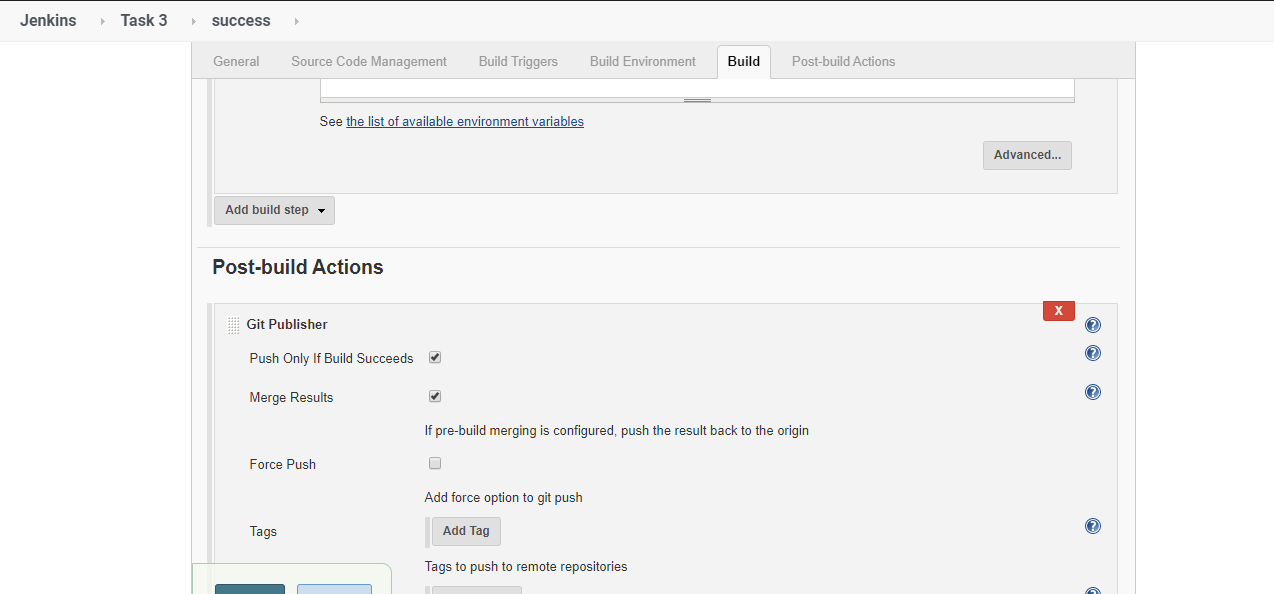 Jenkins Task 3 success
General Source Code Management Build Triggers Build Environment Build Post-build Actions
See the list of available environment variables
Advanced...
Add build step
Post-build Actions
X
Git Publisher ?
Push Only If Build Succeeds ?
Merge Results ?
If pre-build merging is configured, push the result back to the origin
Force Push
Add force option to git push
Tags Add Tag ?
Tags to push to remote repositories